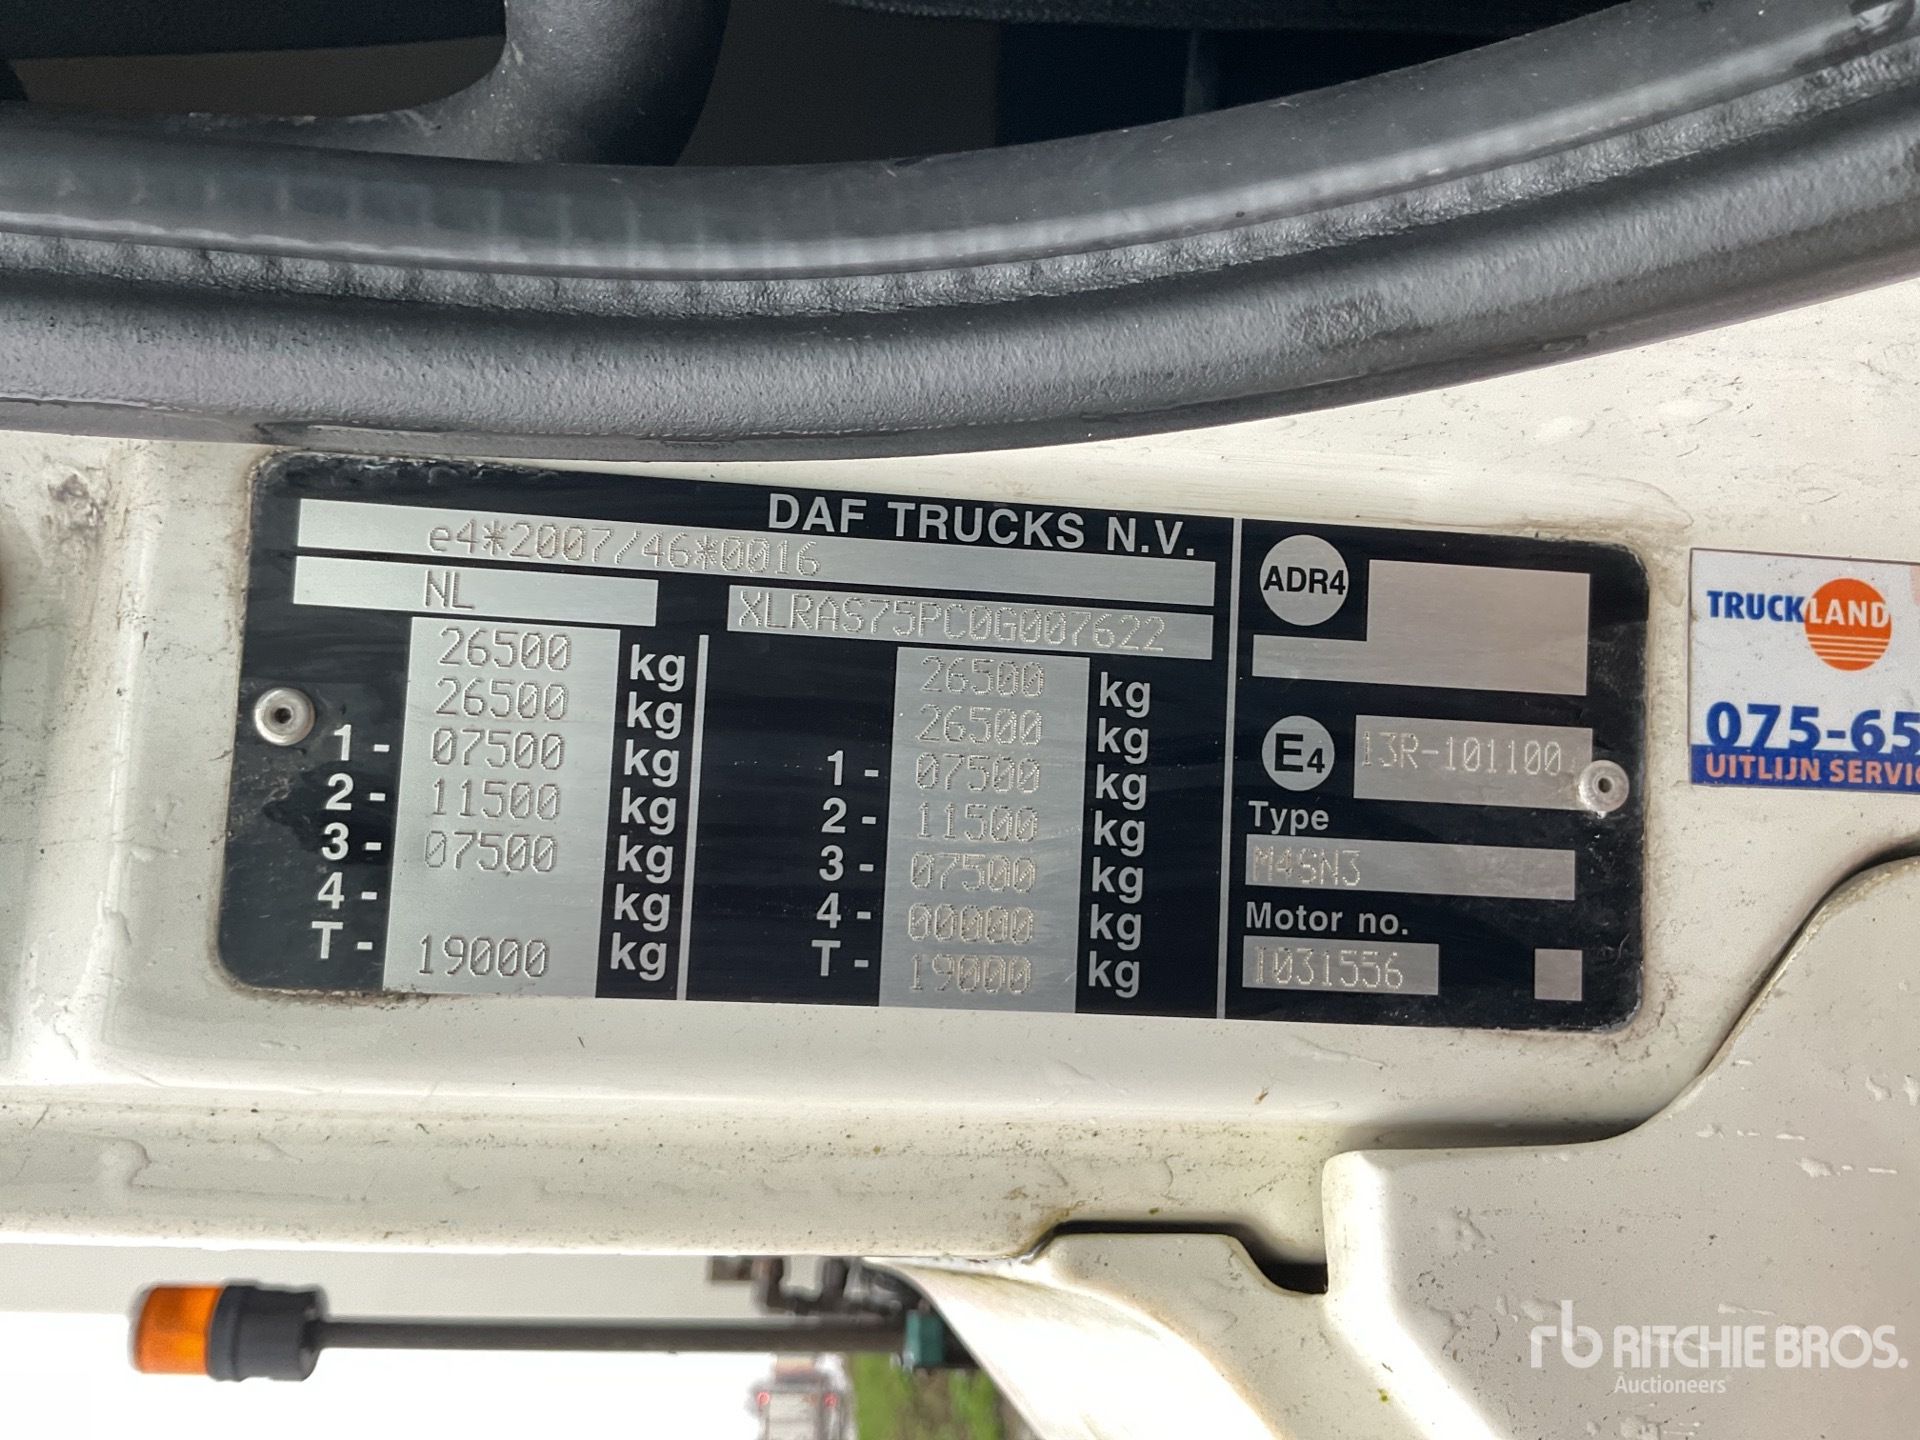 DAF TRUCKS N.V.
e4*2007/46*0016
NL
XLRAS75PC0G007622
26500 kg
26500 kg
1 - 07500 kg
2 - 11500 kg
3 - 07500 kg
4 - kg
T - 19000 kg
26500 kg
26500 kg
1 - 07500 kg
2 - 11500 kg
3 - 07500 kg
4 - 00000 kg
T - 19000 kg
ADR4
E4 13R-101100
Type
M4SN3
Motor no.
1031556
TRUCKLAND
075-65
UITLIJN SERVIC
rb RITCHIE BROS.
Auctioneers